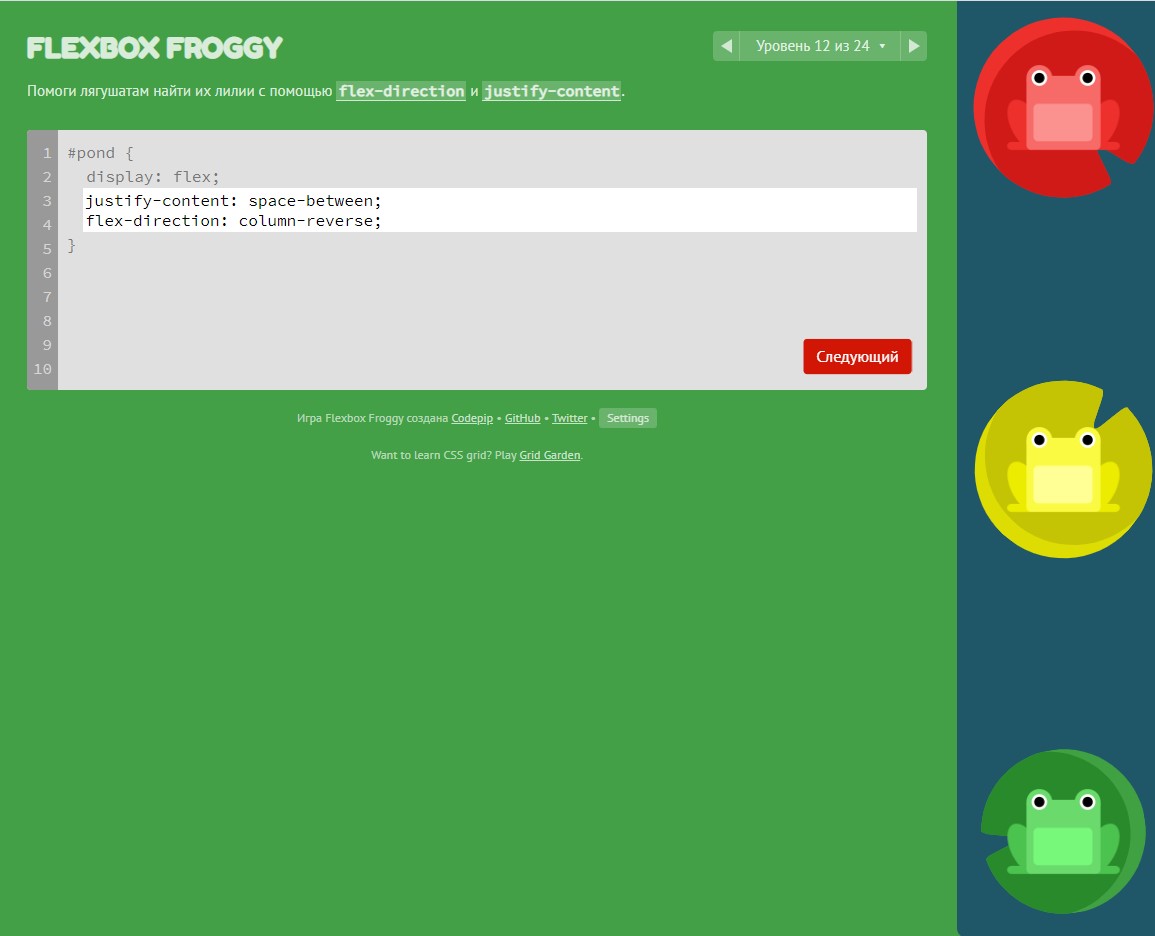 FLEXBOX FROGGY
Уровень 12 из 24
Помоги лягушатам найти их лилии с помощью flex-direction и justify-content.
1 #pond {
2 display: flex;
3 justify-content: space-between;
4 flex-direction: column-reverse;
5 }
6
7
8
9
10
Следующий
Игра Flexbox Froggy создана Codepip • GitHub • Twitter • Settings
Want to learn CSS grid? Play Grid Garden.